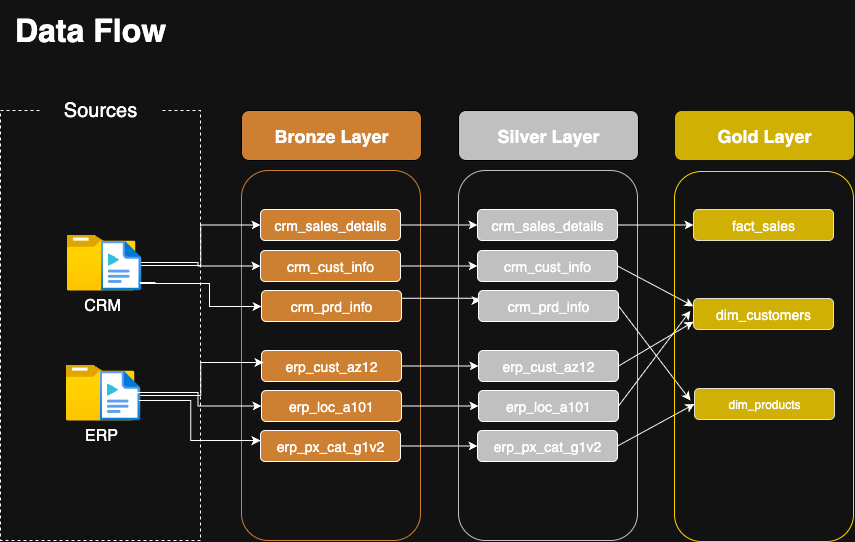 Data Flow
Sources
Bronze Layer
Silver Layer
Gold Layer
crm_sales_details
crm_sales_details
fact_sales
crm_cust_info
crm_cust_info
crm_prd_info
crm_prd_info
dim_customers
CRM
erp_cust_az12
erp_cust_az12
erp_loc_a101
erp_loc_a101
dim_products
ERP
erp_px_cat_g1v2
erp_px_cat_g1v2